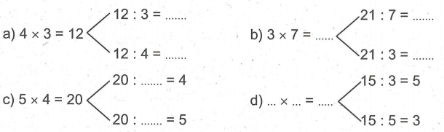 12 : 3 = ......
a) 4 × 3 = 12
12 : 4 = ......
21 : 7 = ......
b) 3 × 7 = ......
21 : 3 = ......
20 : ...... = 4
c) 5 × 4 = 20
20 : ...... = 5
15 : 3 = 5
d) ... × ... = ......
15 : 5 = 3